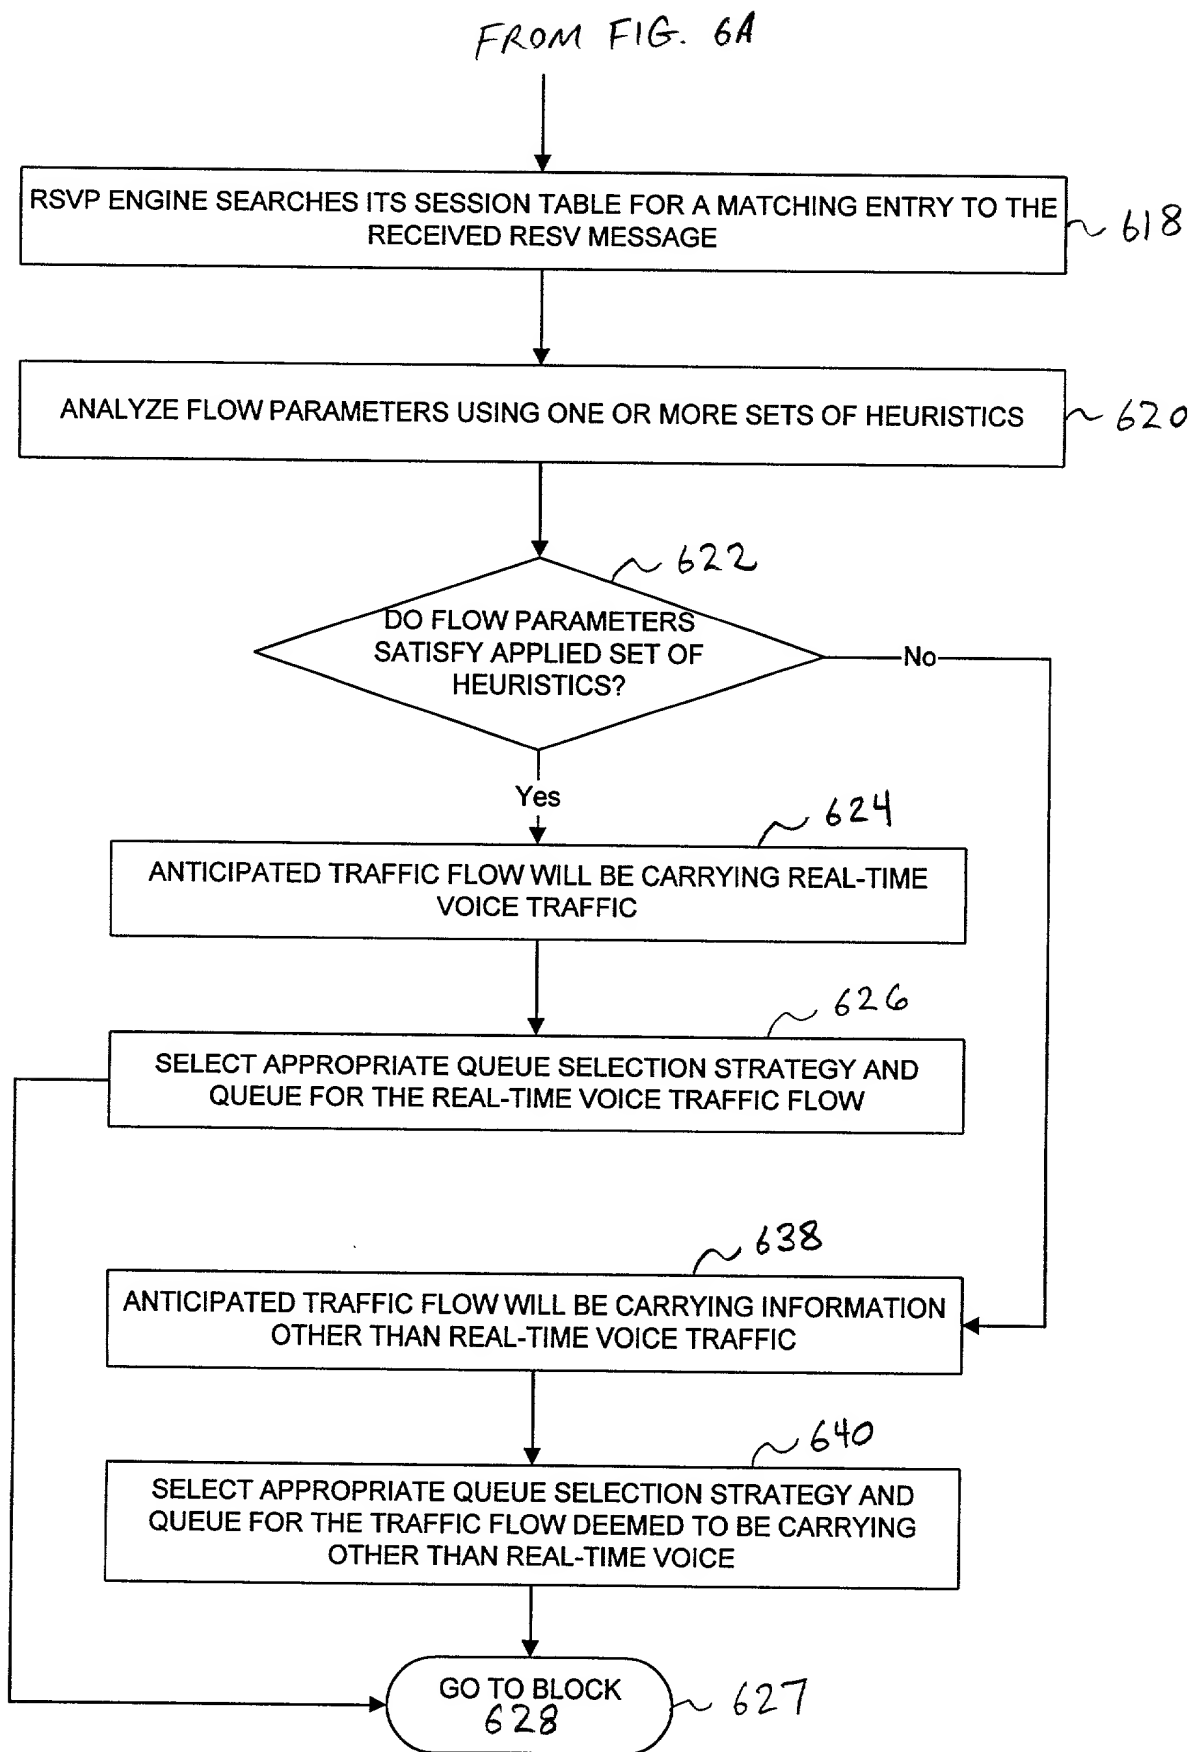 FROM FIG. 6A
RSVP ENGINE SEARCHES ITS SESSION TABLE FOR A MATCHING ENTRY TO THE
RECEIVED RESV MESSAGE
618
ANALYZE FLOW PARAMETERS USING ONE OR MORE SETS OF HEURISTICS
620
622
DO FLOW PARAMETERS
SATISFY APPLIED SET OF
HEURISTICS?
No
Yes
624
ANTICIPATED TRAFFIC FLOW WILL BE CARRYING REAL-TIME
VOICE TRAFFIC
626
SELECT APPROPRIATE QUEUE SELECTION STRATEGY AND
QUEUE FOR THE REAL-TIME VOICE TRAFFIC FLOW
638
ANTICIPATED TRAFFIC FLOW WILL BE CARRYING INFORMATION
OTHER THAN REAL-TIME VOICE TRAFFIC
640
SELECT APPROPRIATE QUEUE SELECTION STRATEGY AND
QUEUE FOR THE TRAFFIC FLOW DEEMED TO BE CARRYING
OTHER THAN REAL-TIME VOICE
GO TO BLOCK
628
627